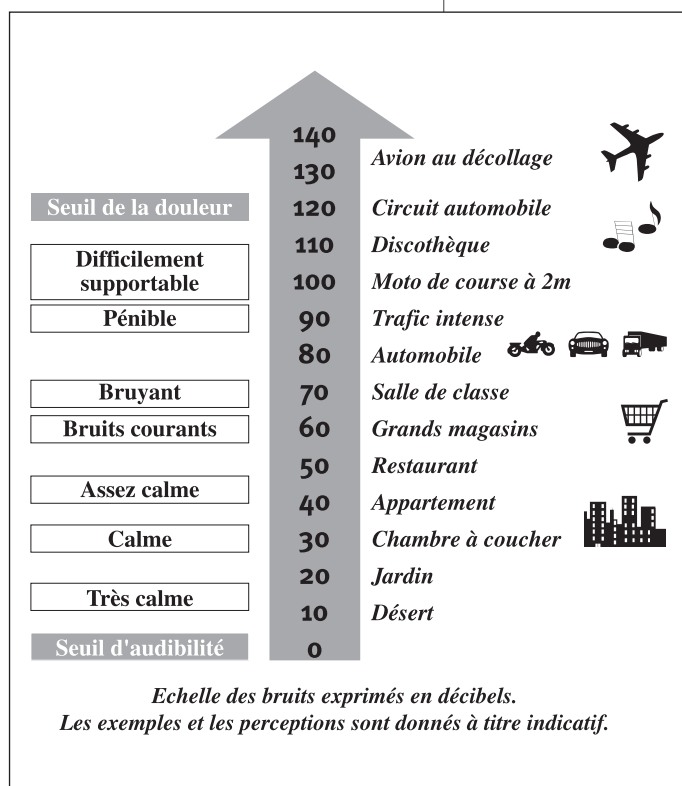 140
130
Avion au décollage
Seuil de la douleur
120
Circuit automobile
110
Discothèque
Difficilement
supportable
100
Moto de course à 2m
Pénible
90
Trafic intense
80
Automobile
Bruyant
70
Salle de classe
Bruits courants
60
Grands magasins
50
Restaurant
Assez calme
40
Appartement
Calme
30
Chambre à coucher
20
Jardin
Très calme
10
Désert
Seuil d'audibilité
0
Echelle des bruits exprimés en décibels.
Les exemples et les perceptions sont donnés à titre indicatif.